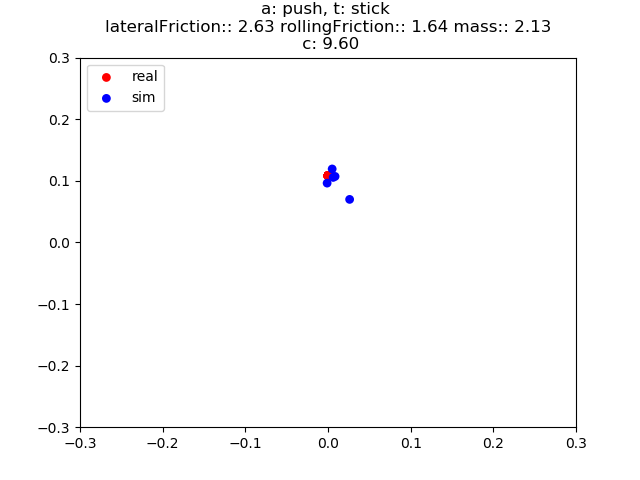 a: push, t: stick
lateralFriction:: 2.63 rollingFriction:: 1.64 mass:: 2.13
c: 9.60
real
sim
0.3
0.2
0.1
0.0
−0.1
−0.2
−0.3
−0.3 −0.2 −0.1 0.0 0.1 0.2 0.3